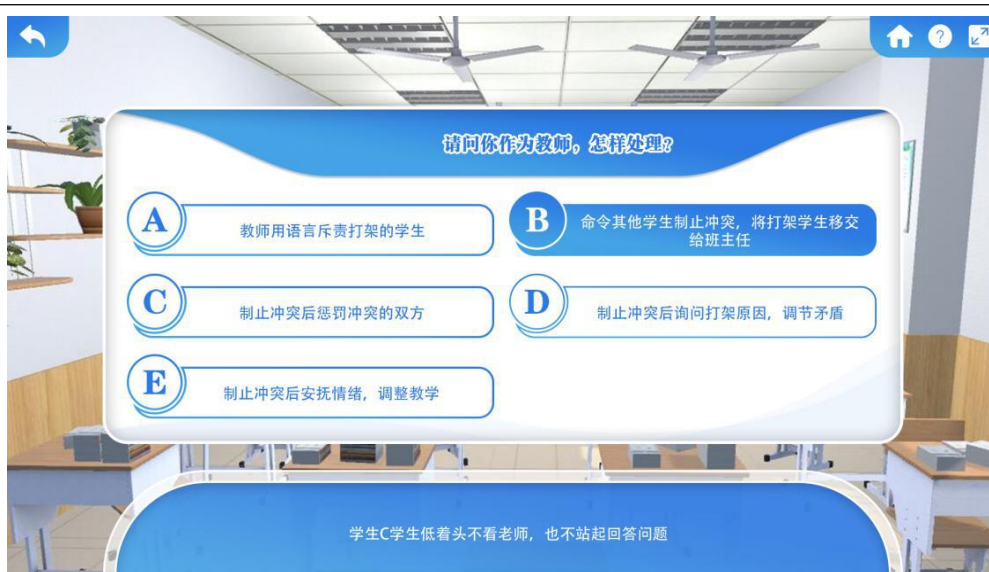 请问你作为教师，怎样处理?
A
教师用语言斥责打架的学生
B
命令其他学生制止冲突，将打架学生移交
给班主任
C
制止冲突后惩罚冲突的双方
D
制止冲突后询问打架原因，调节矛盾
E
制止冲突后安抚情绪，调整教学
学生C学生低着头不看老师，也不站起回答问题